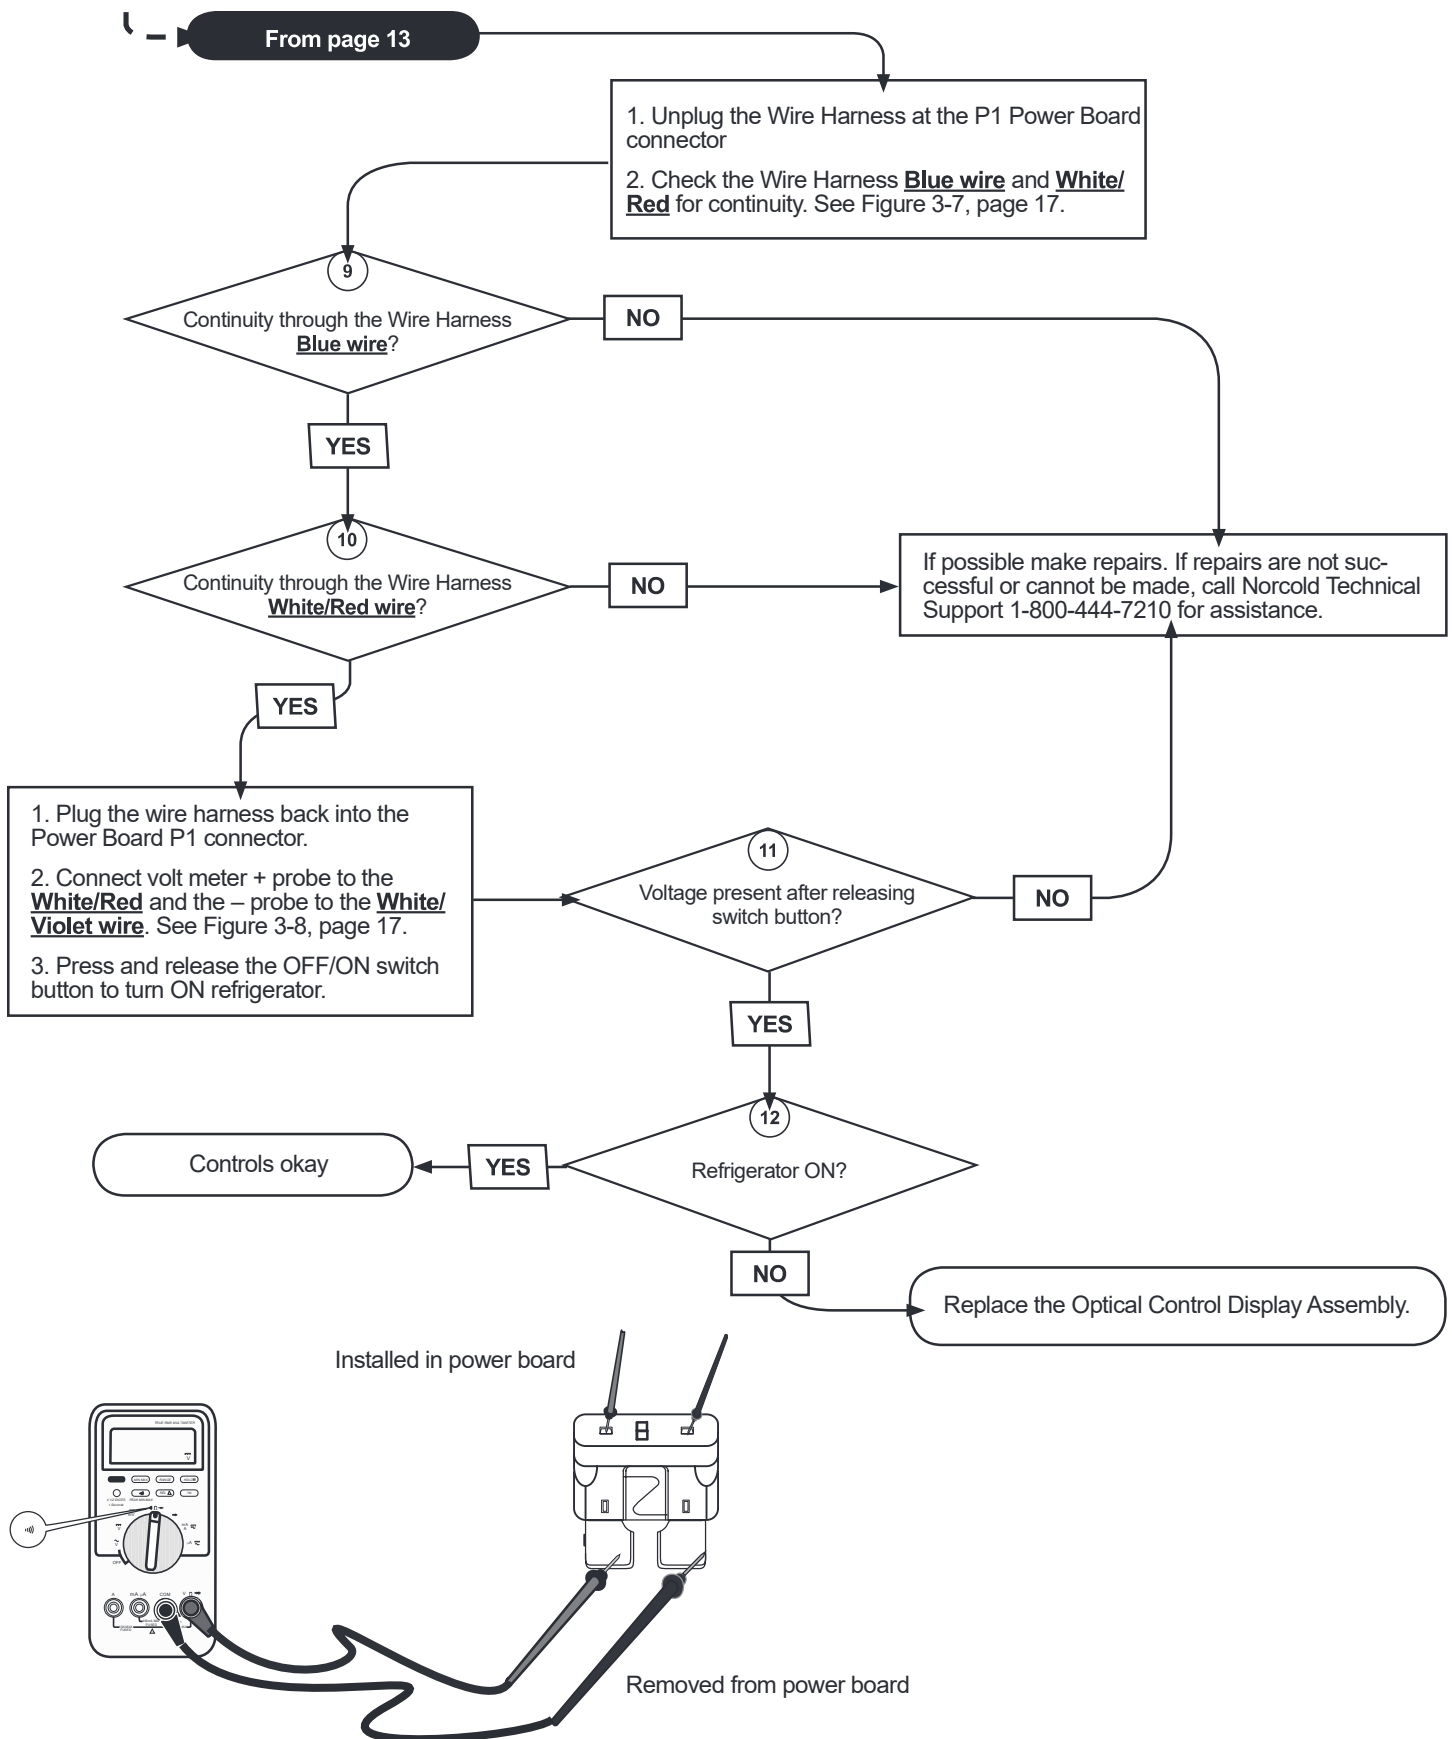 From page 13
1. Unplug the Wire Harness at the P1 Power Board
connector
2. Check the Wire Harness Blue wire and White/
Red for continuity. See Figure 3-7, page 17.
9
Continuity through the Wire Harness
Blue wire?
NO
YES
10
Continuity through the Wire Harness
White/Red wire?
NO
If possible make repairs. If repairs are not suc-
cessful or cannot be made, call Norcold Technical
Support 1-800-444-7210 for assistance.
YES
1. Plug the wire harness back into the
Power Board P1 connector.
2. Connect volt meter + probe to the
White/Red and the – probe to the White/
Violet wire. See Figure 3-8, page 17.
3. Press and release the OFF/ON switch
button to turn ON refrigerator.
11
Voltage present after releasing
switch button?
NO
YES
12
Refrigerator ON?
YES
Controls okay
NO
Replace the Optical Control Display Assembly.
Installed in power board
V
OFF
A
mA µA
COM
V
Removed from power board